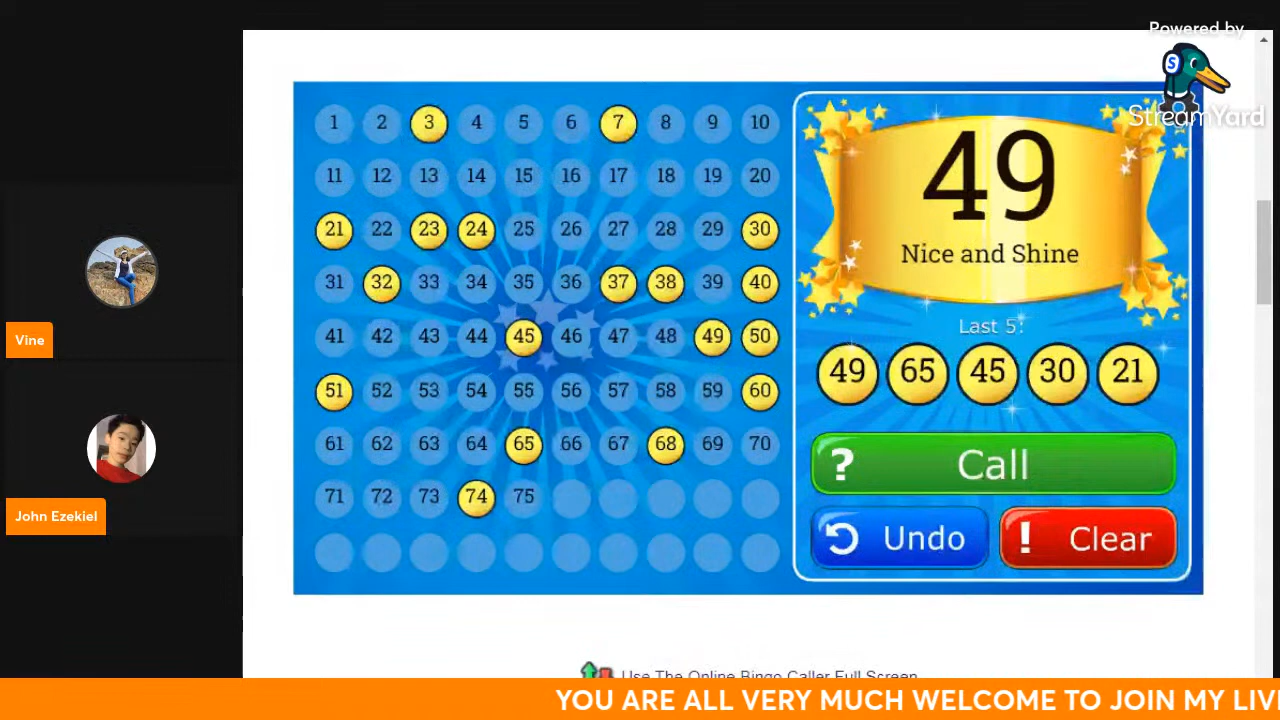 Powered by
StreamYard
Vine
John Ezekiel
1 2 3 4 5 6 7 8 9 10
11 12 13 14 15 16 17 18 19 20
21 22 23 24 25 26 27 28 29 30
31 32 33 34 35 36 37 38 39 40
41 42 43 44 45 46 47 48 49 50
51 52 53 54 55 56 57 58 59 60
61 62 63 64 65 66 67 68 69 70
71 72 73 74 75
49
Nice and Shine
Last 5:
49 65 45 30 21
? Call
Undo
! Clear
Use The Online Bingo Caller Full Screen
YOU ARE ALL VERY MUCH WELCOME TO JOIN MY LIV